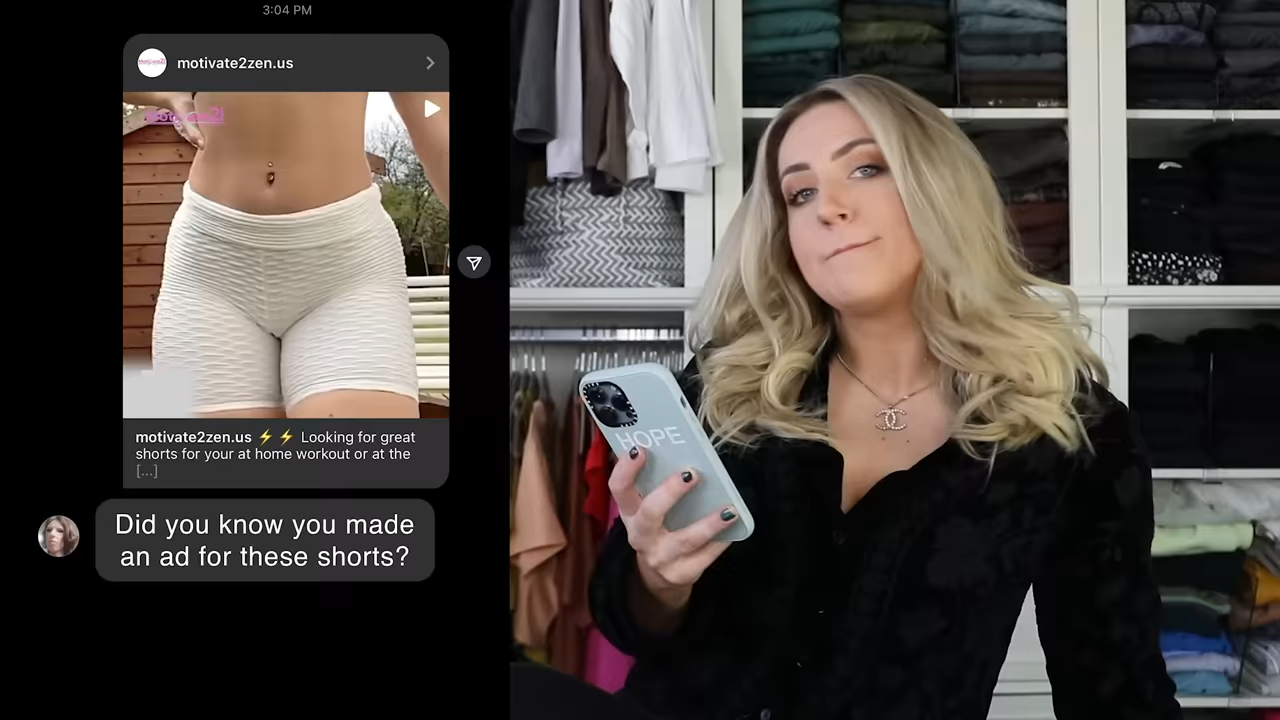 3:04 PM
motivate2zen.us
motivate2zen.us ⚡⚡ Looking for great
shorts for your at home workout or at the
[...]
Did you know you made
an ad for these shorts?
HOPE